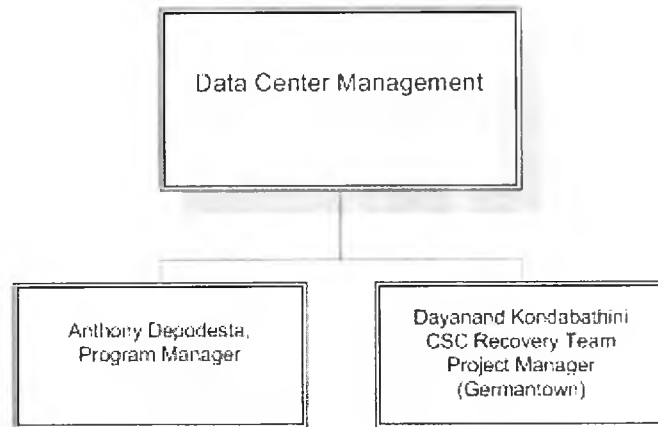 Data Center Management
Anthony Depodesta,
Program Manager
Dayanand Kondabathini
CSC Recovery Team
Project Manager
(Germantown)